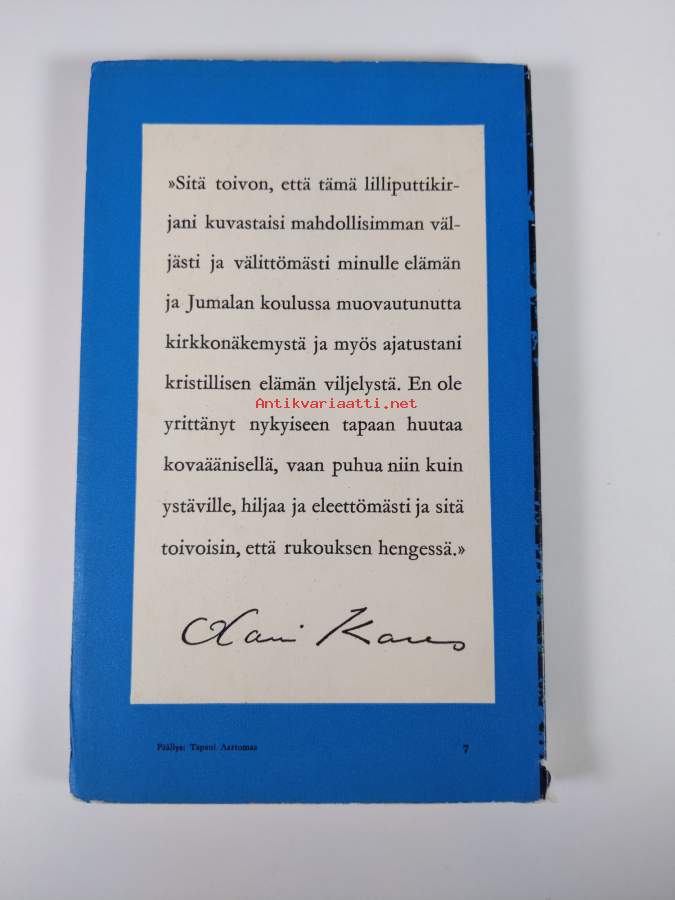 »Sitä toivon, että tämä lilliputtikir-
jani kuvastaisi mahdollisimman väl-
jästi ja välittömästi minulle elämän
ja Jumalan koulussa muovautunutta
kirkkonäkemystä ja myös ajatustani
kristillisen elämän viljelystä. En ole
Antikvariaatti.net
yrittänyt nykyiseen tapaan huutaa
kovaäänisellä, vaan puhua niin kuin
ystäville, hiljaa ja eleettömästi ja sitä
toivoisin, että rukouksen hengessä.»
Olavi Kares
Päällys: Tapani Aartomaa
7